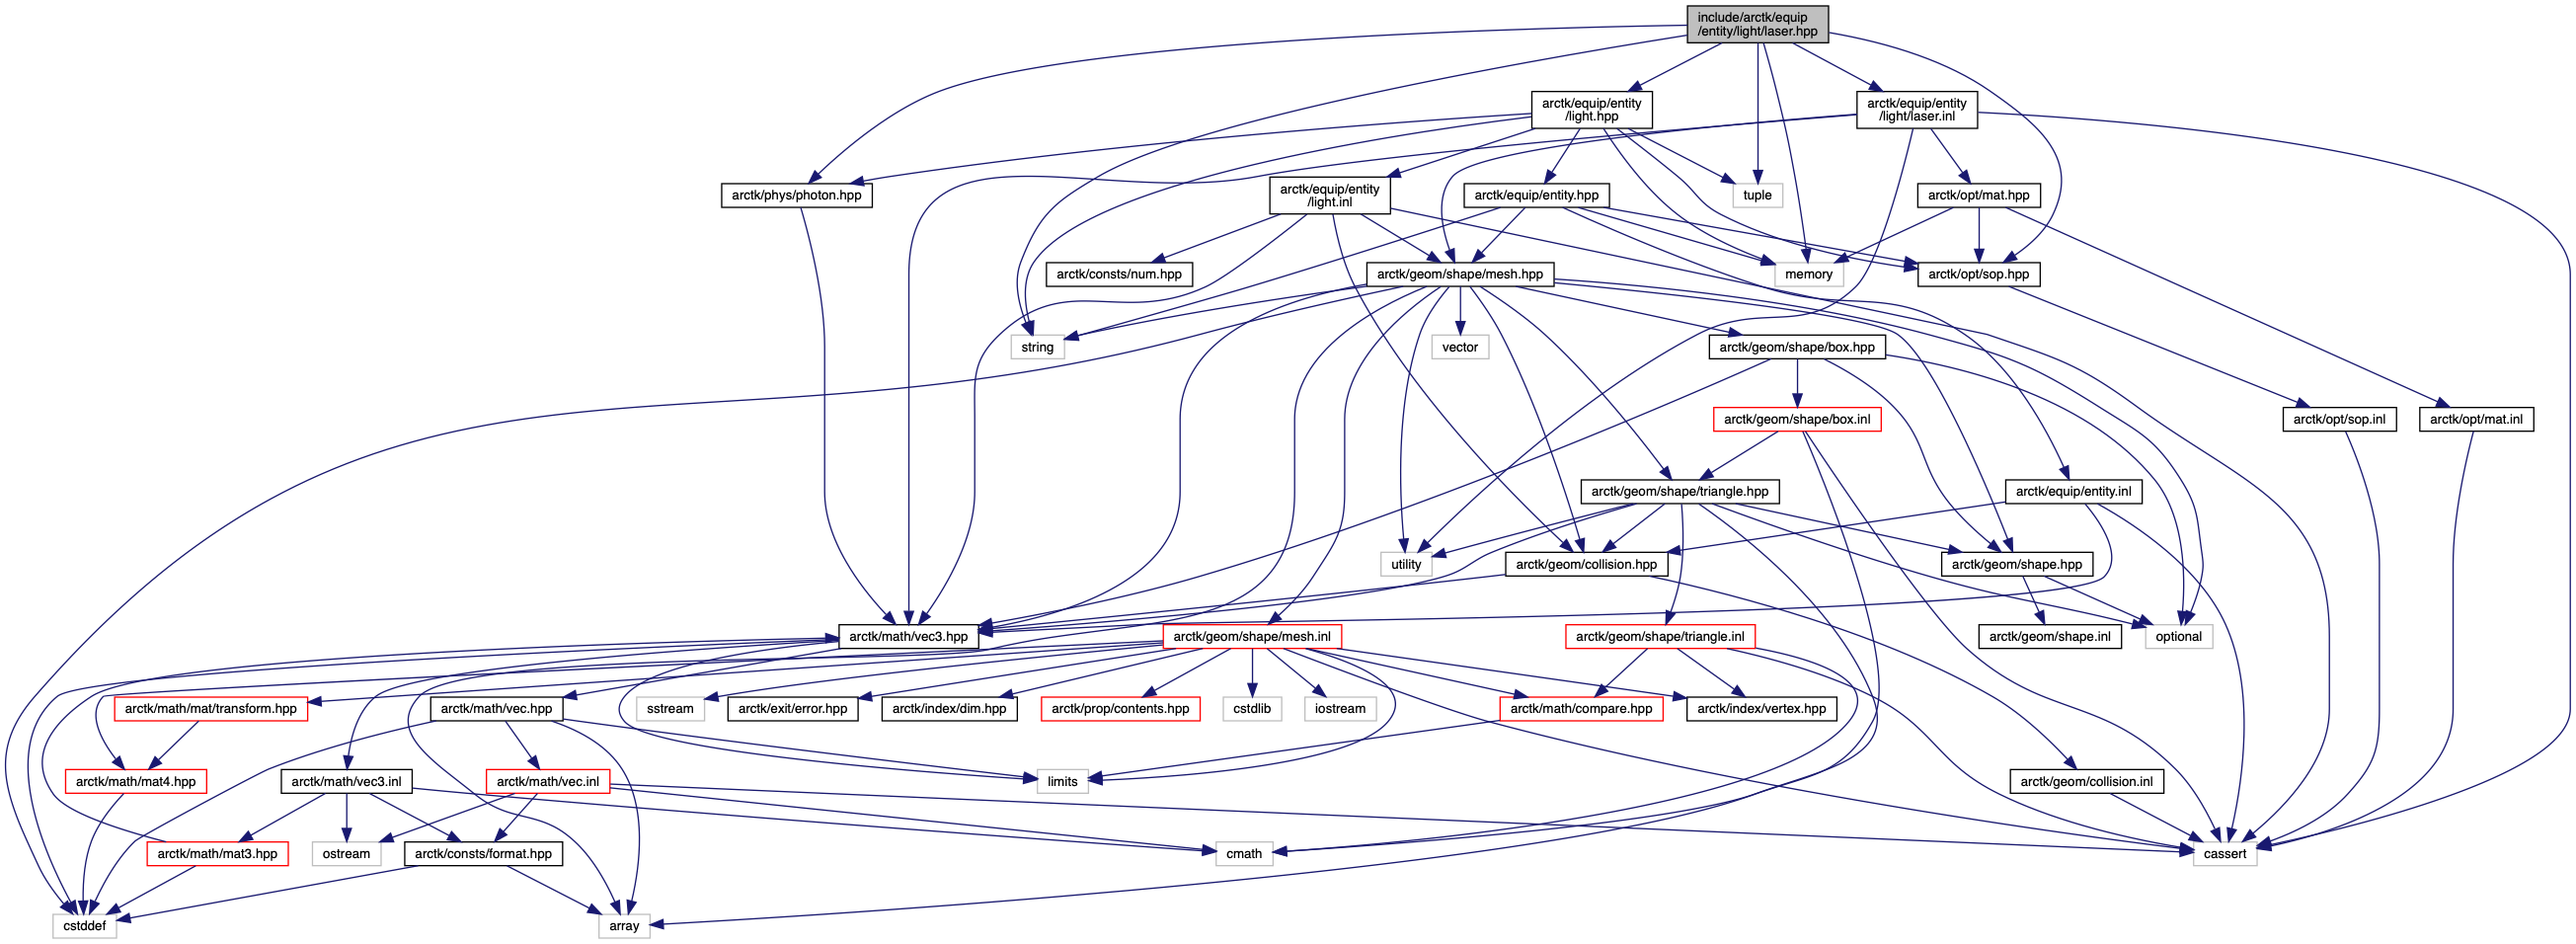 include/arctk/equip
/entity/light/laser.hpp
arctk/equip/entity
/light.hpp
arctk/equip/entity
/light/laser.inl
arctk/phys/photon.hpp
arctk/equip/entity
/light.inl
arctk/equip/entity.hpp
tuple
arctk/opt/mat.hpp
arctk/consts/num.hpp
arctk/geom/shape/mesh.hpp
memory
arctk/opt/sop.hpp
string
vector
arctk/geom/shape/box.hpp
arctk/geom/shape/box.inl
arctk/opt/sop.inl
arctk/opt/mat.inl
arctk/geom/shape/triangle.hpp
arctk/equip/entity.inl
utility
arctk/geom/collision.hpp
arctk/geom/shape.hpp
arctk/math/vec3.hpp
arctk/geom/shape/mesh.inl
arctk/geom/shape/triangle.inl
arctk/geom/shape.inl
optional
arctk/math/mat/transform.hpp
arctk/math/vec.hpp
sstream
arctk/exit/error.hpp
arctk/index/dim.hpp
arctk/prop/contents.hpp
cstdlib
iostream
arctk/math/compare.hpp
arctk/index/vertex.hpp
arctk/math/mat4.hpp
arctk/math/vec3.inl
arctk/math/vec.inl
limits
arctk/geom/collision.inl
arctk/math/mat3.hpp
ostream
arctk/consts/format.hpp
cmath
cassert
cstddef
array